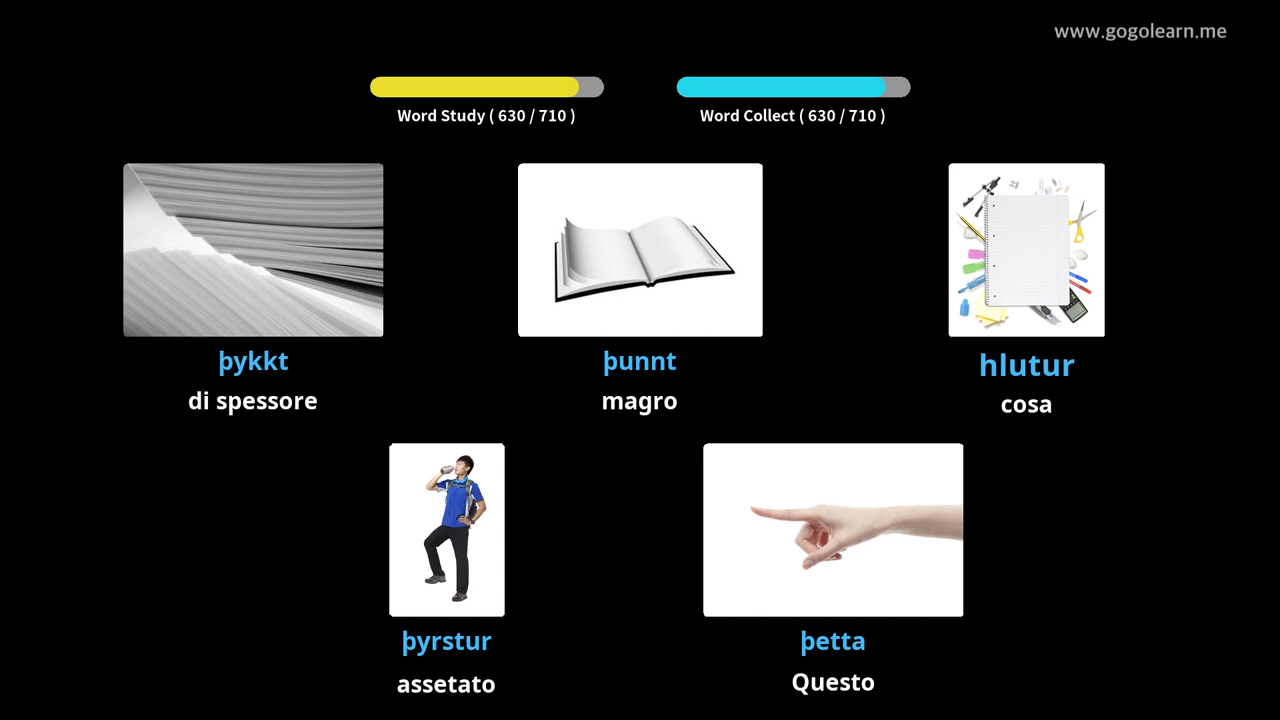 www.gogolearn.me
Word Study ( 630 / 710 )
Word Collect ( 630 / 710 )
þykkt
þunnt
hlutur
di spessore
magro
cosa
þyrstur
þetta
assetato
Questo